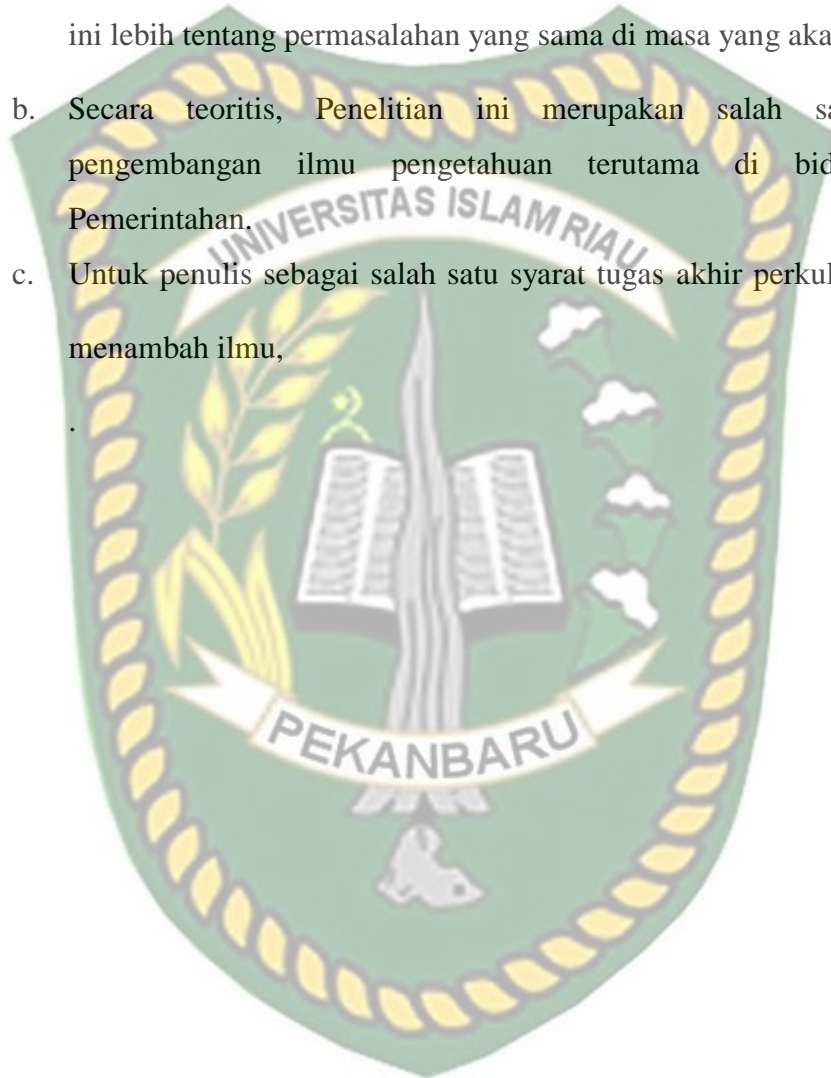 ini lebih tentang permasalahan yang sama di masa yang aka
b. Secara teoritis, Penelitian ini merupakan salah sa
pengembangan ilmu pengetahuan terutama di bid
Pemerintahan.
UNIVERSITAS ISLAM RIAU
c. Untuk penulis sebagai salah satu syarat tugas akhir perkul
menambah ilmu,
.
PEKANBARU